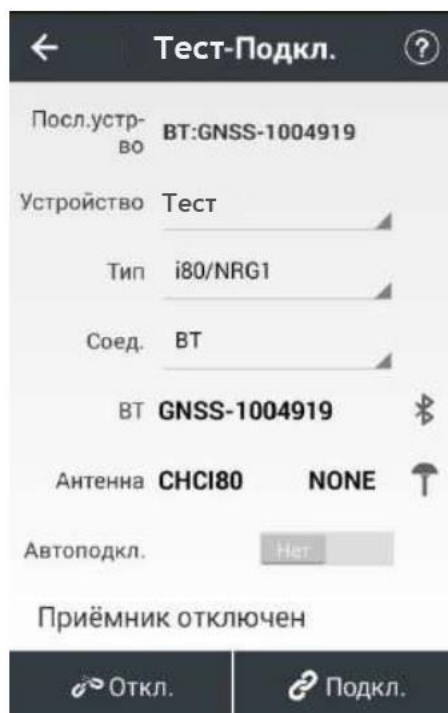 Тест-Подкл. ?
Посл.устр-
во BT:GNSS-1004919
Устройство Тест
Тип i80/NRG1
Соед. BT
BT GNSS-1004919
Антенна CHCI80 NONE
Автоподкл. Нет
Приёмник отключен
Откл. Подкл.